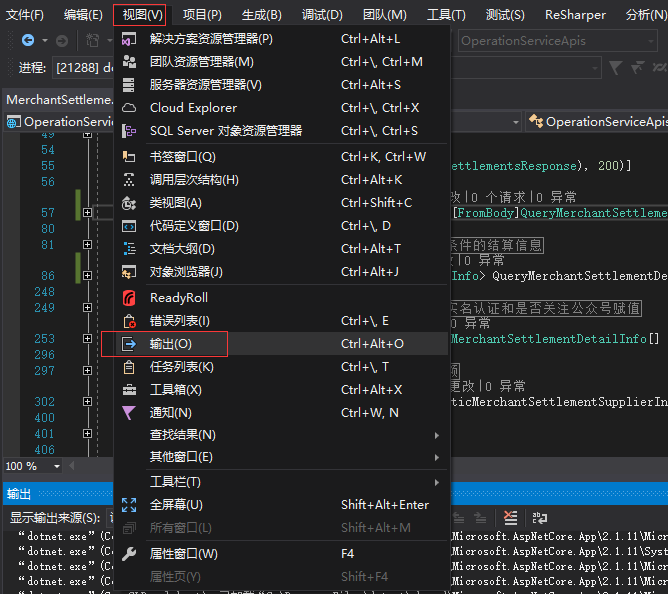 文件(F) 编辑(E) 视图(V) 项目(P) 生成(B) 调试(D) 团队(M) 工具(T) 测试(S) ReSharper 分析(N)
解决方案资源管理器(P) Ctrl+Alt+L
OperationServiceApis
团队资源管理器(M) Ctrl+\, Ctrl+M
进程: [21288] d
服务器资源管理器(V) Ctrl+Alt+S
MerchantSettleme
Cloud Explorer Ctrl+\, Ctrl+X
OperationServic
OperationServiceApis
SQL Server 对象资源管理器 Ctrl+\, Ctrl+S
49
54
书签窗口(Q) Ctrl+K, Ctrl+W
55
ettlementsResponse), 200)]
调用层次结构(H) Ctrl+Alt+K
56
改|0 个请求|0 异常
类视图(A) Ctrl+Shift+C
57
[FromBody]QueryMerchantSettleme
代码定义窗口(D) Ctrl+\, D
80
81
条件的结算信息
文档大纲(D) Ctrl+Alt+T
|0 异常
对象浏览器(J) Ctrl+Alt+J
86
Info> QueryMerchantSettlementDe
248
ReadyRoll
249
实名认证和是否关注公众号赋值
错误列表(I) Ctrl+\, E
0 异常
输出(O) Ctrl+Alt+O
253
MerchantSettlementDetailInfo[]
296
任务列表(K) Ctrl+\, T
297
工具箱(X) Ctrl+Alt+X
更改|0 异常
302
ticMerchantSettlementSupplierIn
通知(N) Ctrl+W, N
400
查找结果(N)
401
406
其他窗口(E)
100 %
工具栏(T)
输出
全屏幕(U) Shift+Alt+Enter
显示输出来源(S):
所有窗口(L) Shift+Alt+M
“dotnet.exe”(Co
Microsoft.AspNetCore.App\2.1.11\Micr
属性窗口(W) F4
“dotnet.exe”(Co
Microsoft.AspNetCore.App\2.1.11\Syst
“dotnet.exe”(Co
Microsoft.AspNetCore.App\2.1.11\Micr
属性页(Y) Shift+F4
“dotnet.exe”(Co
Microsoft.AspNetCore.App\2.1.11\Micr